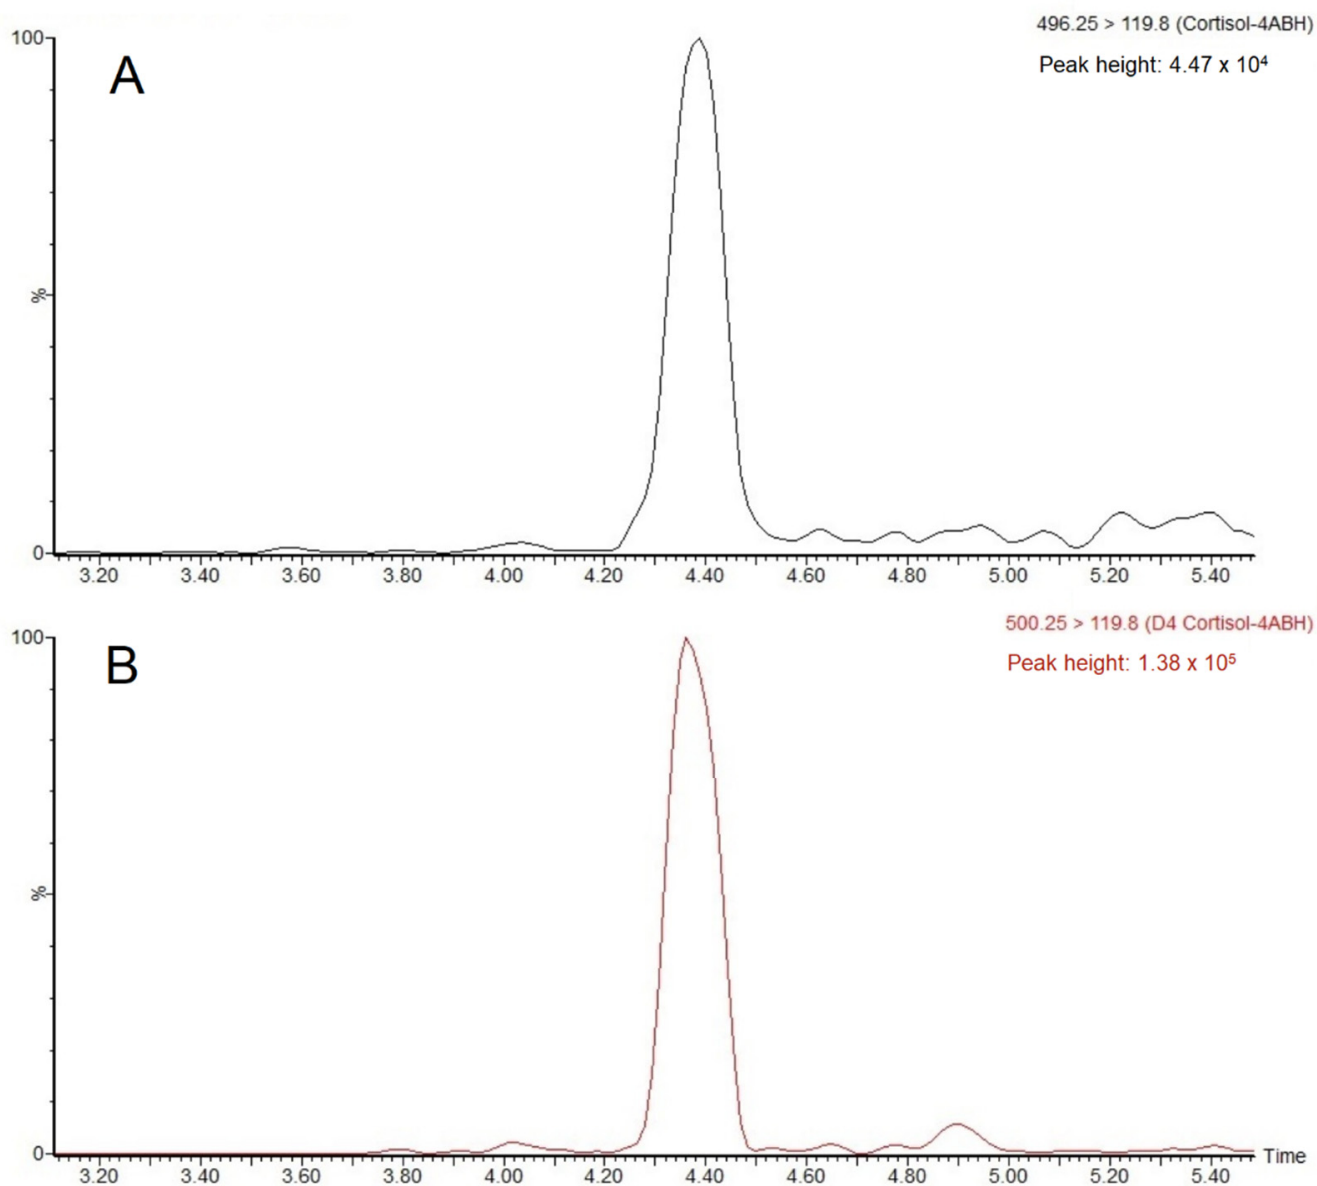 496.25 > 119.8 (Cortisol-4ABH)
Peak height: 4.47 x 10⁴
A
100
%
0
3.20 3.40 3.60 3.80 4.00 4.20 4.40 4.60 4.80 5.00 5.20 5.40
500.25 > 119.8 (D4 Cortisol-4ABH)
Peak height: 1.38 x 10⁵
B
100
%
0
3.20 3.40 3.60 3.80 4.00 4.20 4.40 4.60 4.80 5.00 5.20 5.40 Time